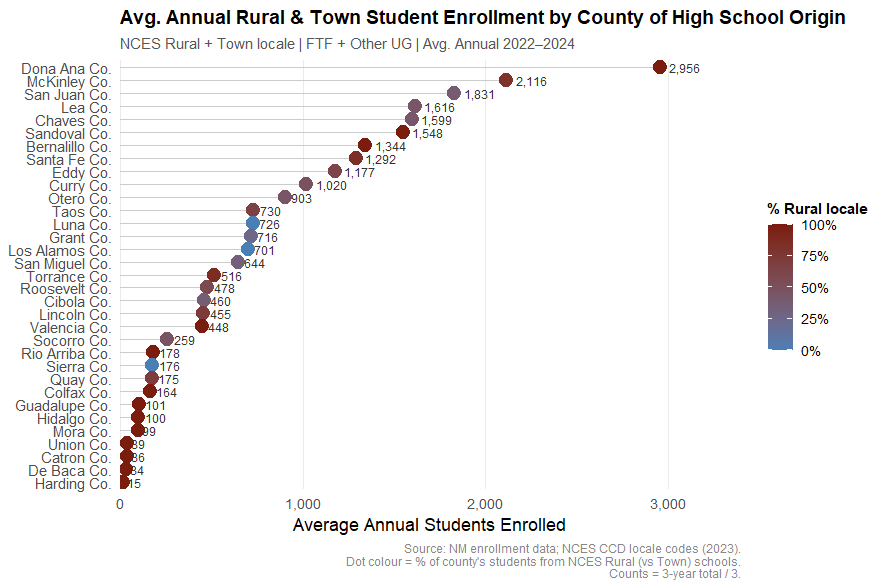 Avg. Annual Rural & Town Student Enrollment by County of High School Origin
NCES Rural + Town locale | FTF + Other UG | Avg. Annual 2022–2024
Dona Ana Co. 2,956
McKinley Co. 2,116
San Juan Co. 1,831
Lea Co. 1,616
Chaves Co. 1,599
Sandoval Co. 1,548
Bernalillo Co. 1,344
Santa Fe Co. 1,292
Eddy Co. 1,177
Curry Co. 1,020
Otero Co. 903
Taos Co. 730
Luna Co. 726
Grant Co. 716
Los Alamos Co. 701
San Miguel Co. 644
Torrance Co. 516
Roosevelt Co. 478
Cibola Co. 460
Lincoln Co. 455
Valencia Co. 448
Socorro Co. 259
Rio Arriba Co. 178
Sierra Co. 176
Quay Co. 175
Colfax Co. 164
Guadalupe Co. 101
Hidalgo Co. 100
Mora Co. 99
Union Co.
Catron Co.
De Baca Co.
Harding Co. 15
0 1,000 2,000 3,000
Average Annual Students Enrolled
% Rural locale
100%
75%
50%
25%
0%
Source: NM enrollment data; NCES CCD locale codes (2023).
Dot colour = % of county's students from NCES Rural (vs Town) schools.
Counts = 3-year total / 3.